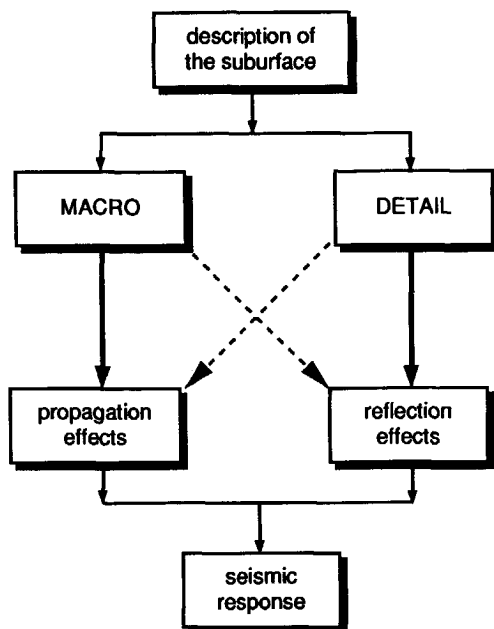 description of
the suburface
MACRO
DETAIL
propagation
effects
reflection
effects
seismic
response